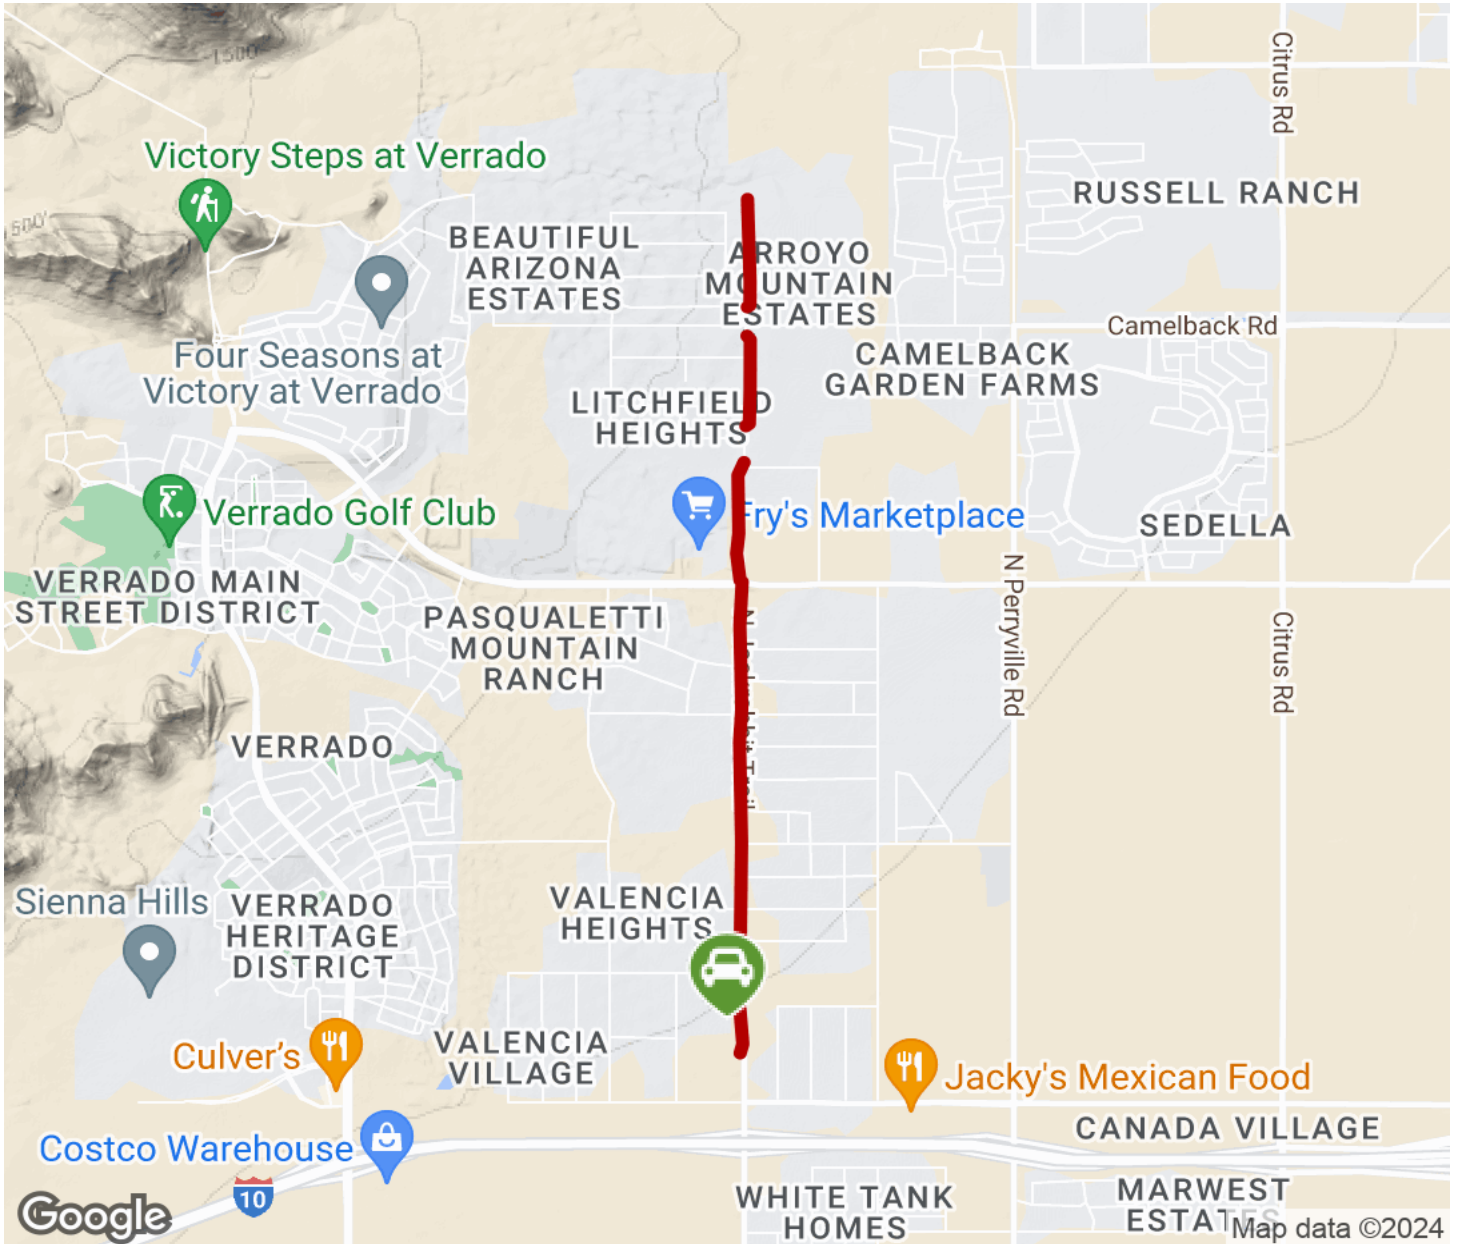 1500'
Citrus Rd
Victory Steps at Verrado
RUSSELL RANCH
500'
BEAUTIFUL
ARIZONA
ESTATES
ARROYO
MOUNTAIN
ESTATES
Camelback Rd
Four Seasons at
Victory at Verrado
CAMELBACK
GARDEN FARMS
LITCHFIELD
HEIGHTS
Verrado Golf Club
Fry's Marketplace
SEDELLA
VERRADO MAIN
STREET DISTRICT
N Perryville Rd
Citrus Rd
PASQUALETTI
MOUNTAIN
RANCH
VERRADO
Sienna Hills
VERRADO
HERITAGE
DISTRICT
VALENCIA
HEIGHTS
Culver's
VALENCIA
VILLAGE
Jacky's Mexican Food
CANADA VILLAGE
Costco Warehouse
10
WHITE TANK
HOMES
MARWEST
ESTATES
Google
Map data ©2024